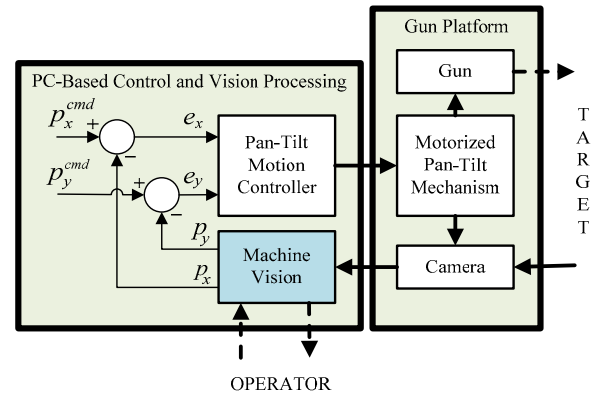 Gun Platform
PC-Based Control and Vision Processing
Gun
p_x^{cmd}
+
−
e_x
Pan-Tilt
Motion
Controller
Motorized
Pan-Tilt
Mechanism
T
A
R
G
E
T
p_y^{cmd}
+
−
e_y
p_y
p_x
Machine
Vision
Camera
OPERATOR